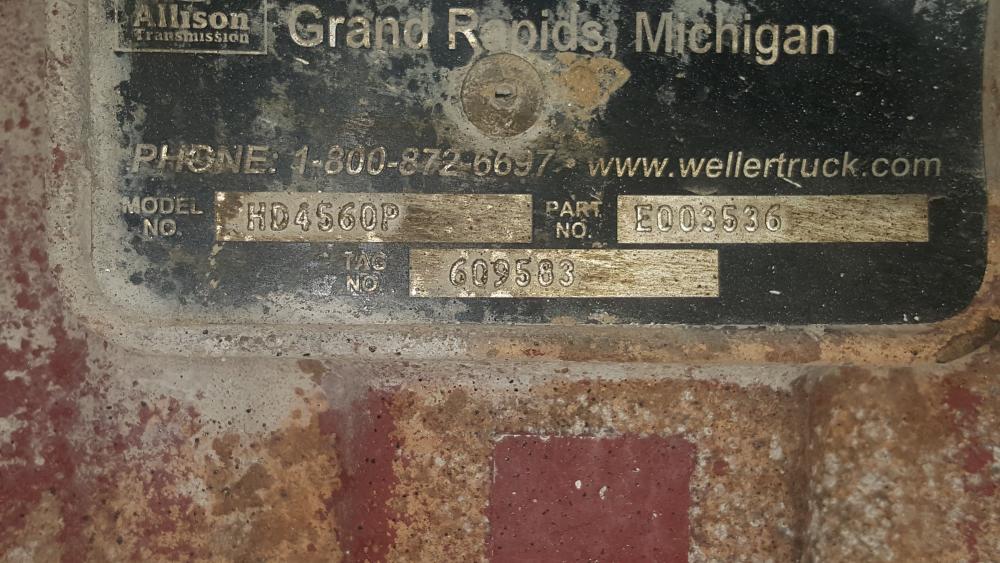 Allison
Transmission
Grand Rapids, Michigan
PHONE: 1-800-872-6697 • www.wellertruck.com
MODEL NO. HD4560P PART NO. E003536
TAG NO. 609583